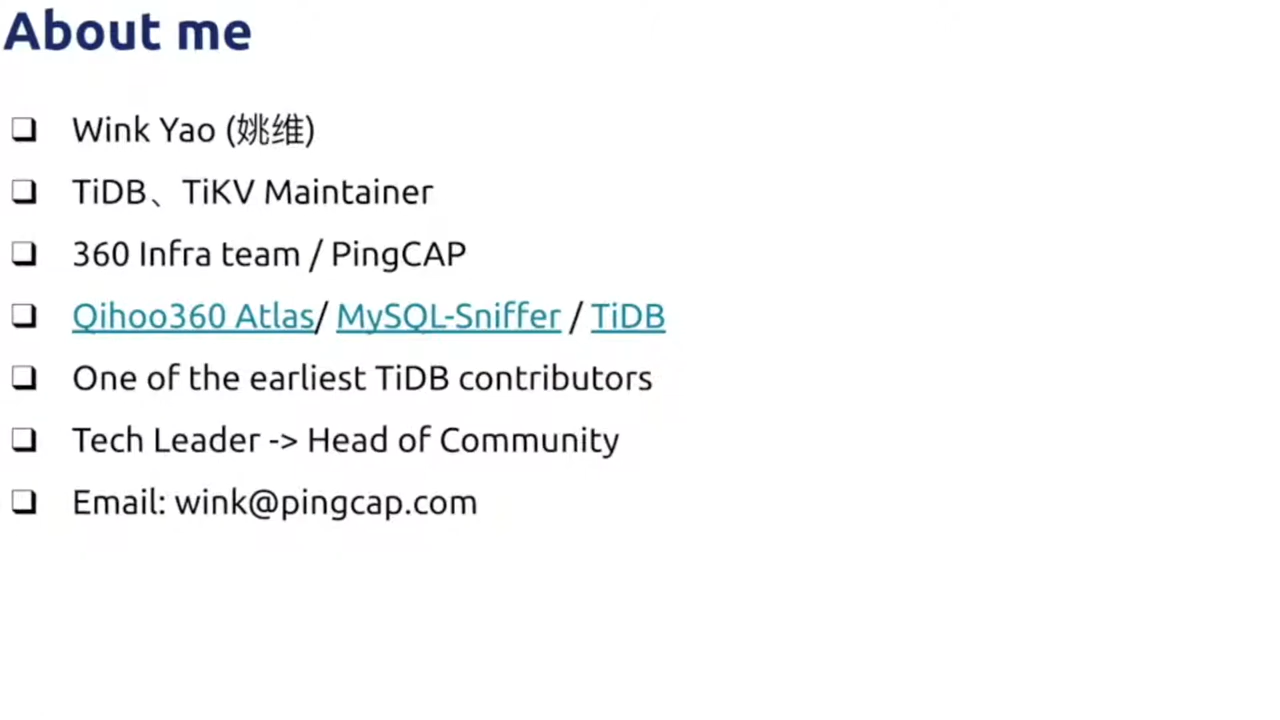 About me
Wink Yao (姚维)
TiDB、TiKV Maintainer
360 Infra team / PingCAP
Qihoo360 Atlas/ MySQL-Sniffer / TiDB
One of the earliest TiDB contributors
Tech Leader -> Head of Community
Email: wink@pingcap.com